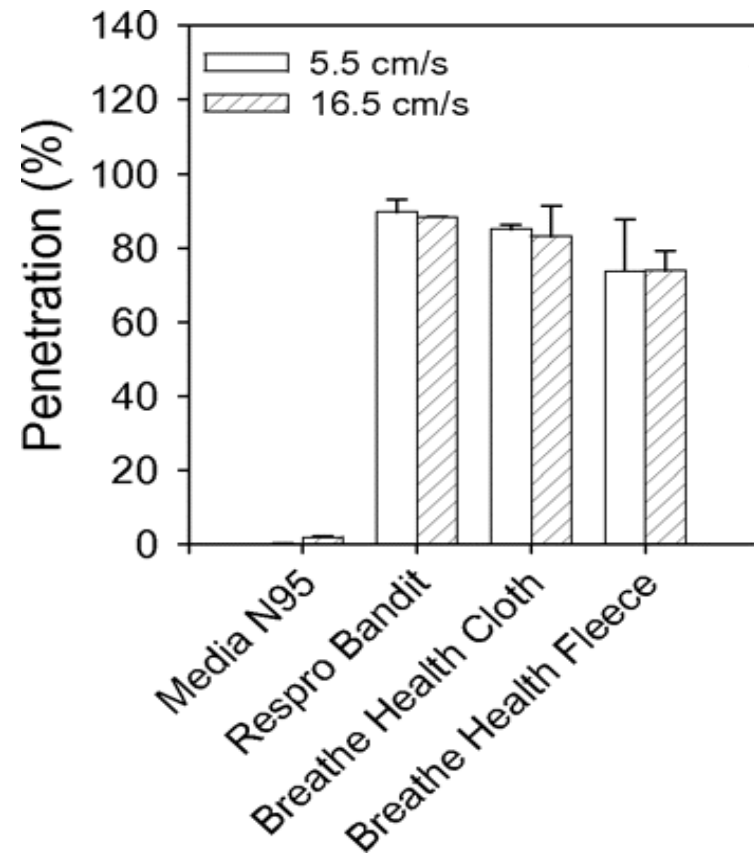 140
120
100
80
60
40
20
0
Penetration (%)
5.5 cm/s
16.5 cm/s
Media N95
Respro Bandit
Breathe Health Cloth
Breathe Health Fleece